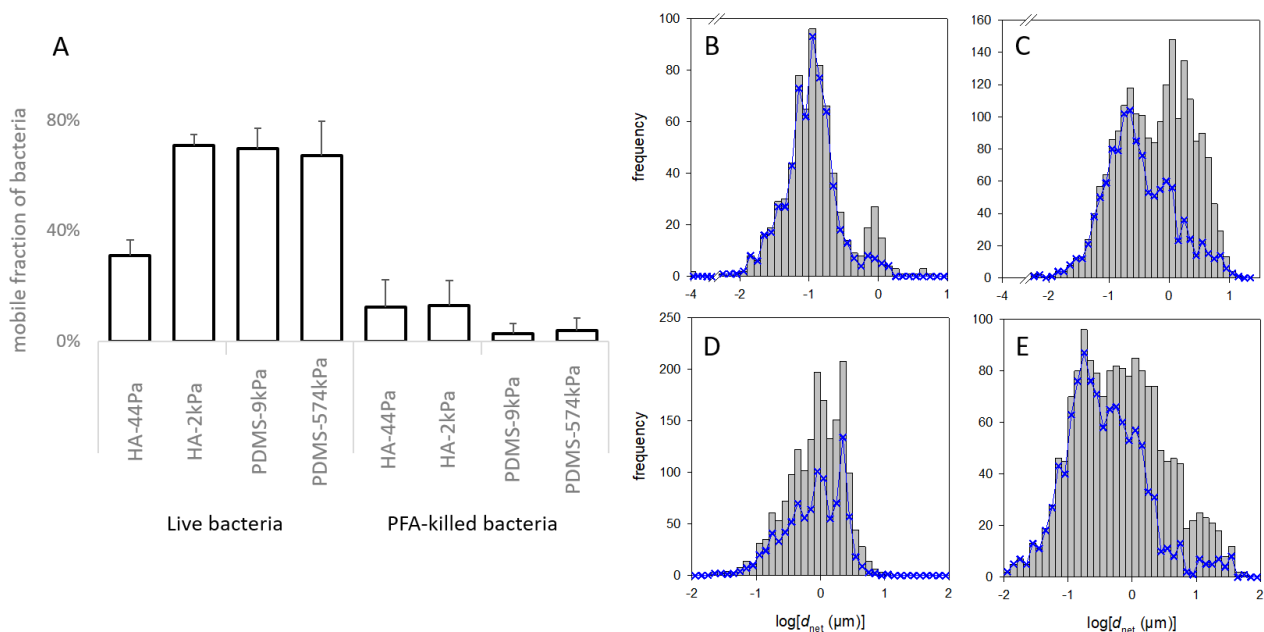 A
mobile fraction of bacteria
80%
40%
0%
HA-44Pa
HA-2kPa
PDMS-9kPa
PDMS-574kPa
HA-44Pa
HA-2kPa
PDMS-9kPa
PDMS-574kPa
Live bacteria
PFA-killed bacteria
B
frequency
100
80
60
40
20
0
-4
-2
-1
0
1
C
160
140
120
100
80
60
40
20
0
-4
-2
-1
0
1
D
frequency
250
200
150
100
50
0
-2
-1
0
1
2
log[d_net (μm)]
E
100
80
60
40
20
0
-2
-1
0
1
2
log[d_net (μm)]